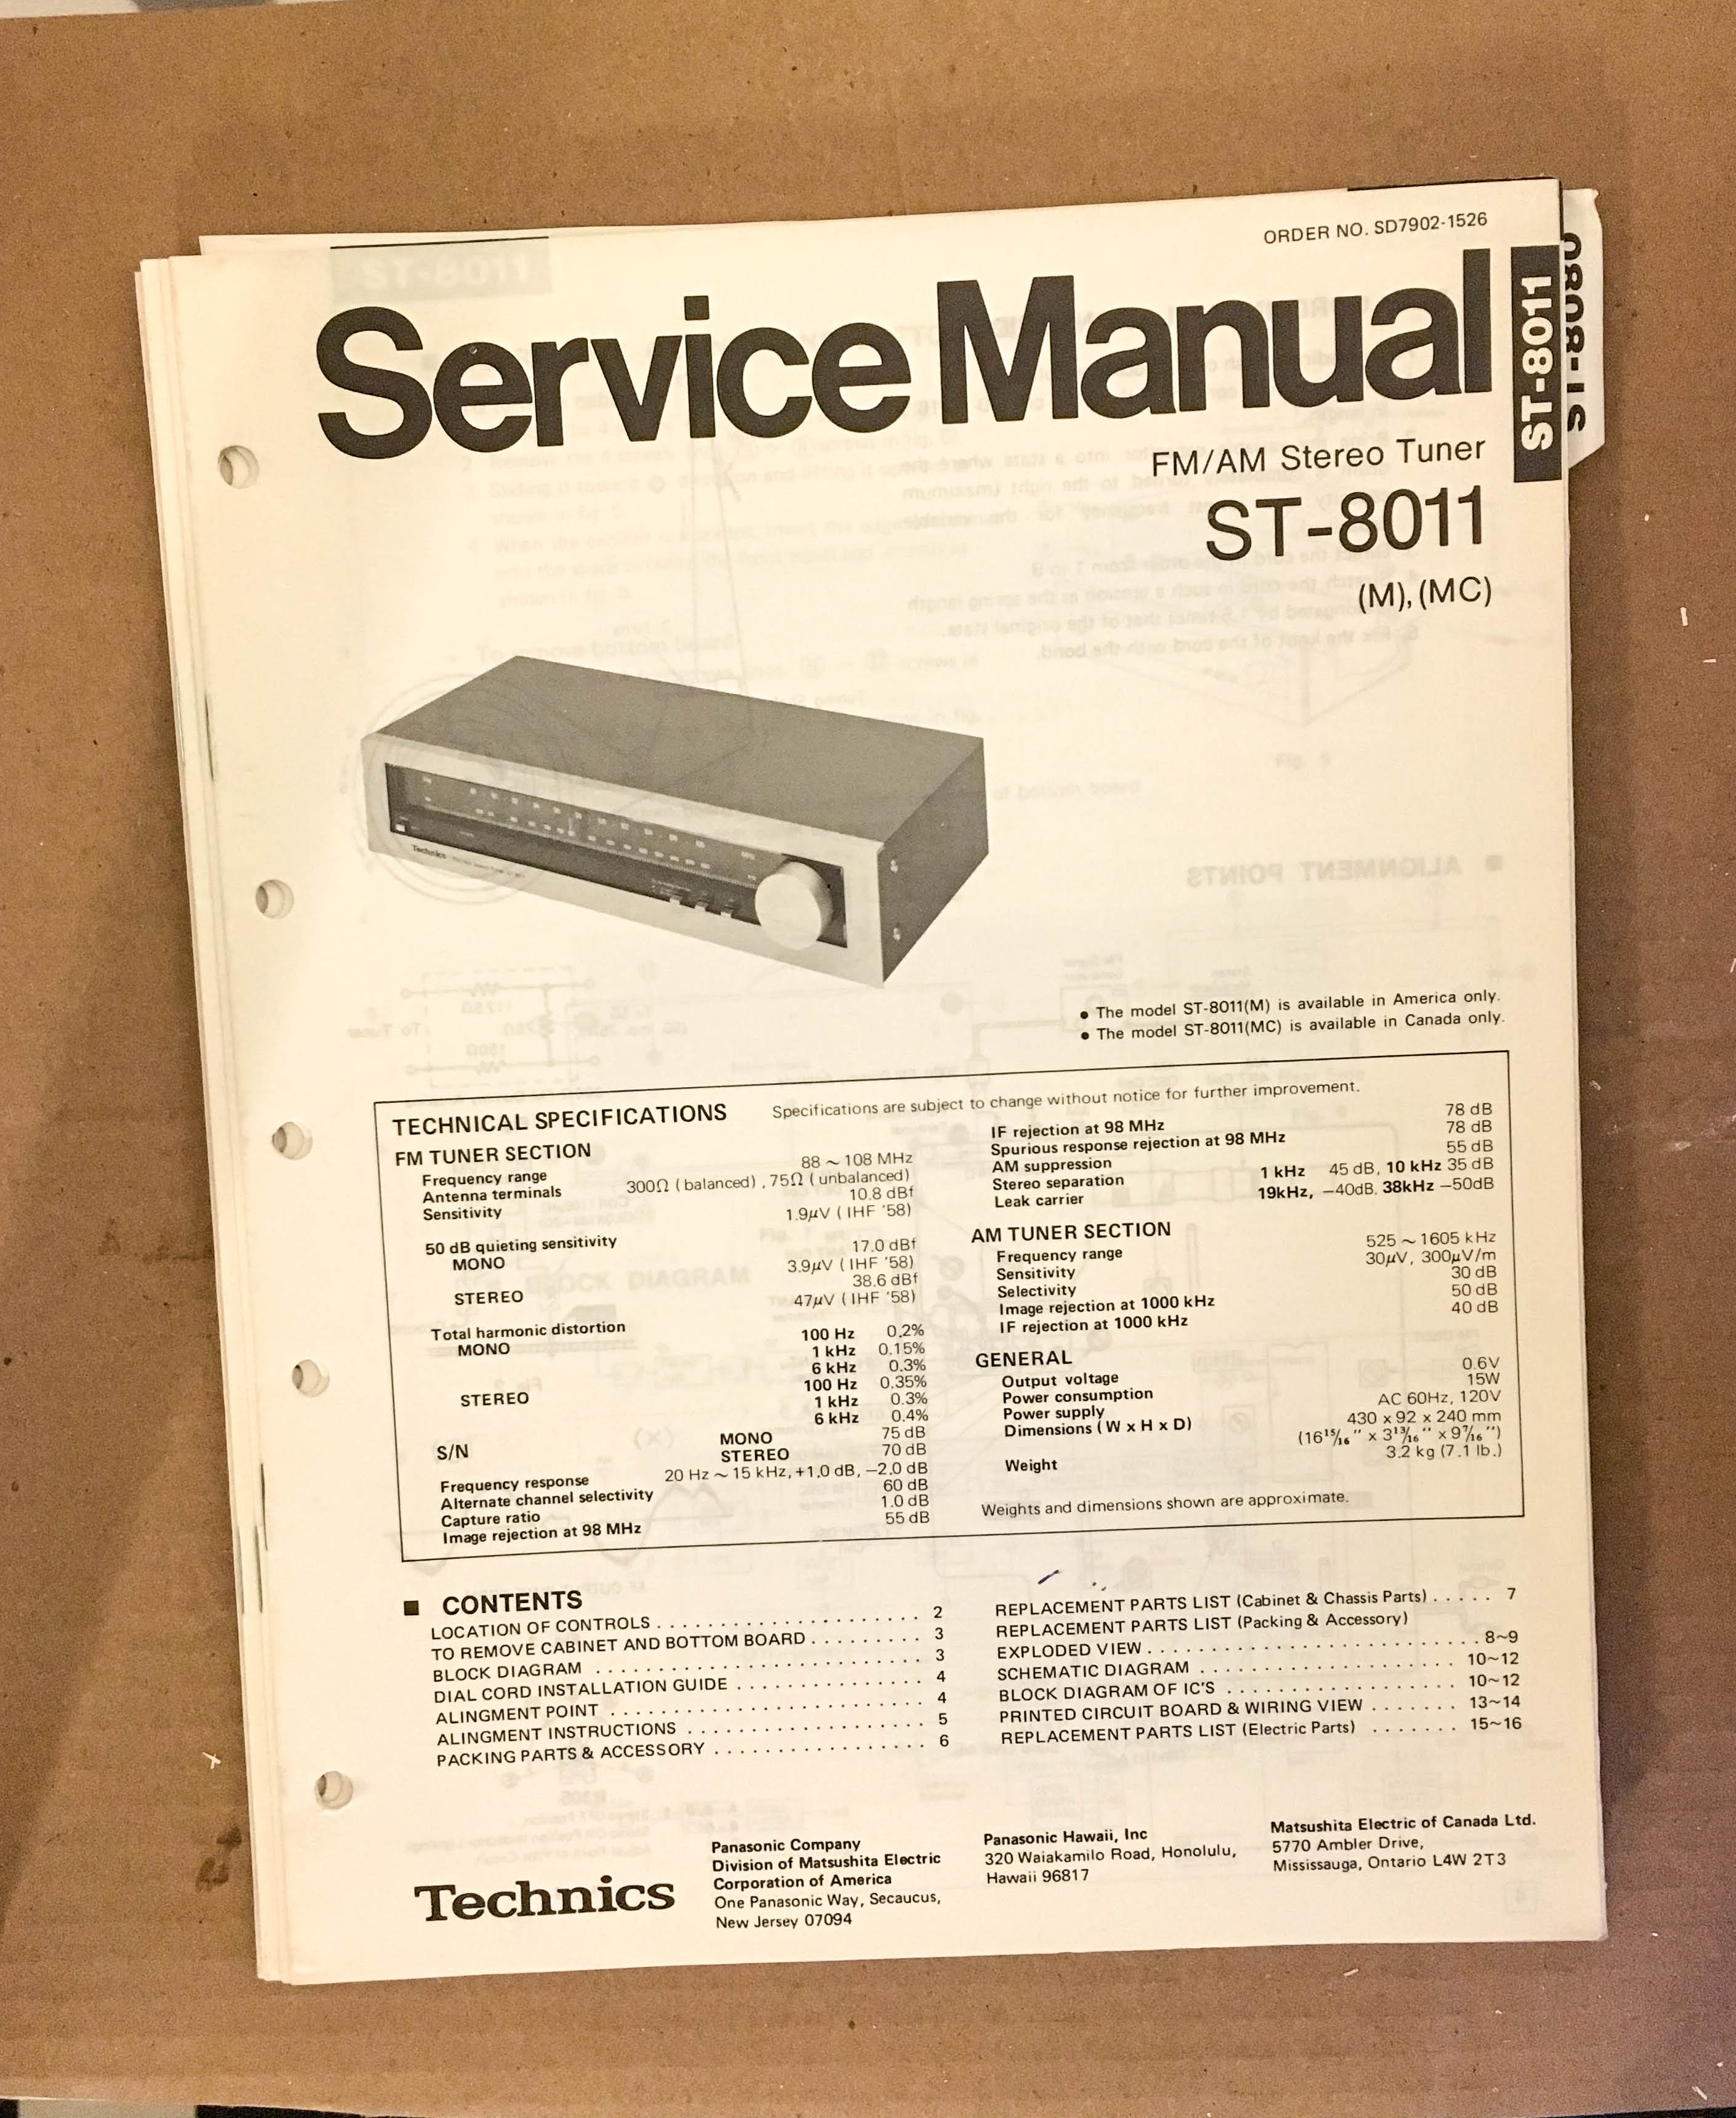 ORDER NO. SD7902-1526
Service Manual
ST-8011
ST-8080
FM/AM Stereo Tuner
ST-8011
(M), (MC)
Technics
• The model ST-8011(M) is available in America only.
• The model ST-8011(MC) is available in Canada only.
TECHNICAL SPECIFICATIONS Specifications are subject to change without notice for further improvement.
FM TUNER SECTION
Frequency range 88 ~ 108 MHz
Antenna terminals 300Ω (balanced), 75Ω (unbalanced)
Sensitivity 10.8 dBf
1.9μV (IHF '58)
50 dB quieting sensitivity
MONO 17.0 dBf
3.9μV (IHF '58)
STEREO 38.6 dBf
47μV (IHF '58)
Total harmonic distortion
MONO 100 Hz 0.2%
1 kHz 0.15%
6 kHz 0.3%
STEREO 100 Hz 0.35%
1 kHz 0.3%
6 kHz 0.4%
S/N MONO 75 dB
STEREO 70 dB
Frequency response 20 Hz ~ 15 kHz, +1.0 dB, −2.0 dB
Alternate channel selectivity 60 dB
Capture ratio 1.0 dB
Image rejection at 98 MHz 55 dB
IF rejection at 98 MHz 78 dB
Spurious response rejection at 98 MHz 78 dB
AM suppression 55 dB
Stereo separation 1 kHz 45 dB, 10 kHz 35 dB
Leak carrier 19kHz, −40dB, 38kHz −50dB
AM TUNER SECTION
Frequency range 525 ~ 1605 kHz
Sensitivity 30μV, 300μV/m
Selectivity 30 dB
Image rejection at 1000 kHz 50 dB
IF rejection at 1000 kHz 40 dB
GENERAL
Output voltage 0.6V
Power consumption 15W
Power supply AC 60Hz, 120V
Dimensions (W x H x D) 430 x 92 x 240 mm
(16¹⁵/₁₆" x 3¹³/₁₆" x 9⁷/₁₆")
Weight 3.2 kg (7.1 lb.)
Weights and dimensions shown are approximate.
■ CONTENTS
LOCATION OF CONTROLS . . . . . . . . . . 2
TO REMOVE CABINET AND BOTTOM BOARD . . . . . . . . . 3
BLOCK DIAGRAM . . . . . . . . . . 3
DIAL CORD INSTALLATION GUIDE . . . . . . . . . . 4
ALINGMENT POINT . . . . . . . . . . 4
ALINGMENT INSTRUCTIONS . . . . . . . . . . 5
PACKING PARTS & ACCESSORY . . . . . . . . . . 6
REPLACEMENT PARTS LIST (Cabinet & Chassis Parts) . . . . . 7
REPLACEMENT PARTS LIST (Packing & Accessory)
EXPLODED VIEW . . . . . . . . . . 8~9
SCHEMATIC DIAGRAM . . . . . . . . . . 10~12
BLOCK DIAGRAM OF IC'S . . . . . . . . . . 10~12
PRINTED CIRCUIT BOARD & WIRING VIEW . . . . . . . 13~14
REPLACEMENT PARTS LIST (Electric Parts) . . . . . . . 15~16
Technics
Panasonic Company
Division of Matsushita Electric
Corporation of America
One Panasonic Way, Secaucus,
New Jersey 07094
Panasonic Hawaii, Inc
320 Waiakamilo Road, Honolulu,
Hawaii 96817
Matsushita Electric of Canada Ltd.
5770 Ambler Drive,
Mississauga, Ontario L4W 2T3